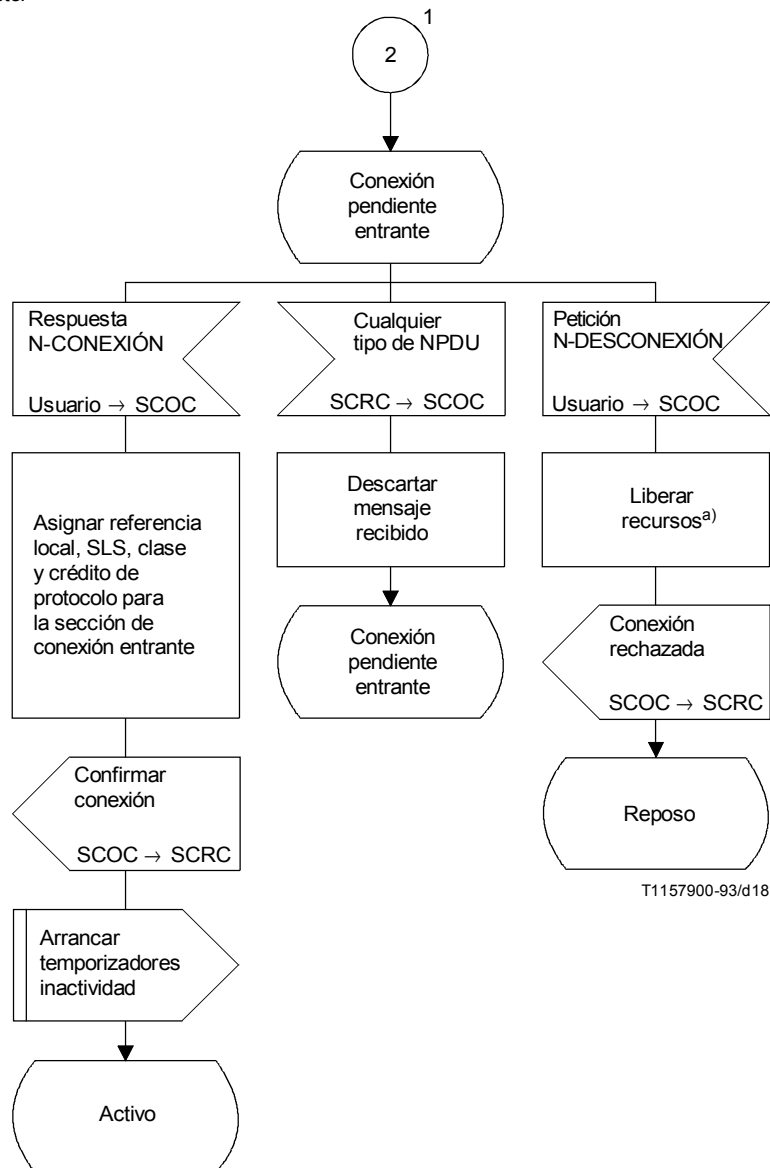 1
2
Conexión
pendiente
entrante
Respuesta
N-CONEXIÓN
Usuario → SCOC
Cualquier
tipo de NPDU
SCRC → SCOC
Petición
N-DESCONEXIÓN
Usuario → SCOC
Asignar referencia
local, SLS, clase
y crédito de
protocolo para
la sección de
conexión entrante
Descartar
mensaje
recibido
Liberar
recursos a)
Conexión
pendiente
entrante
Conexión
rechazada
SCOC → SCRC
Confirmar
conexión
SCOC → SCRC
Reposo
T1157900-93/d18
Arrancar
temporizadores
inactividad
Activo